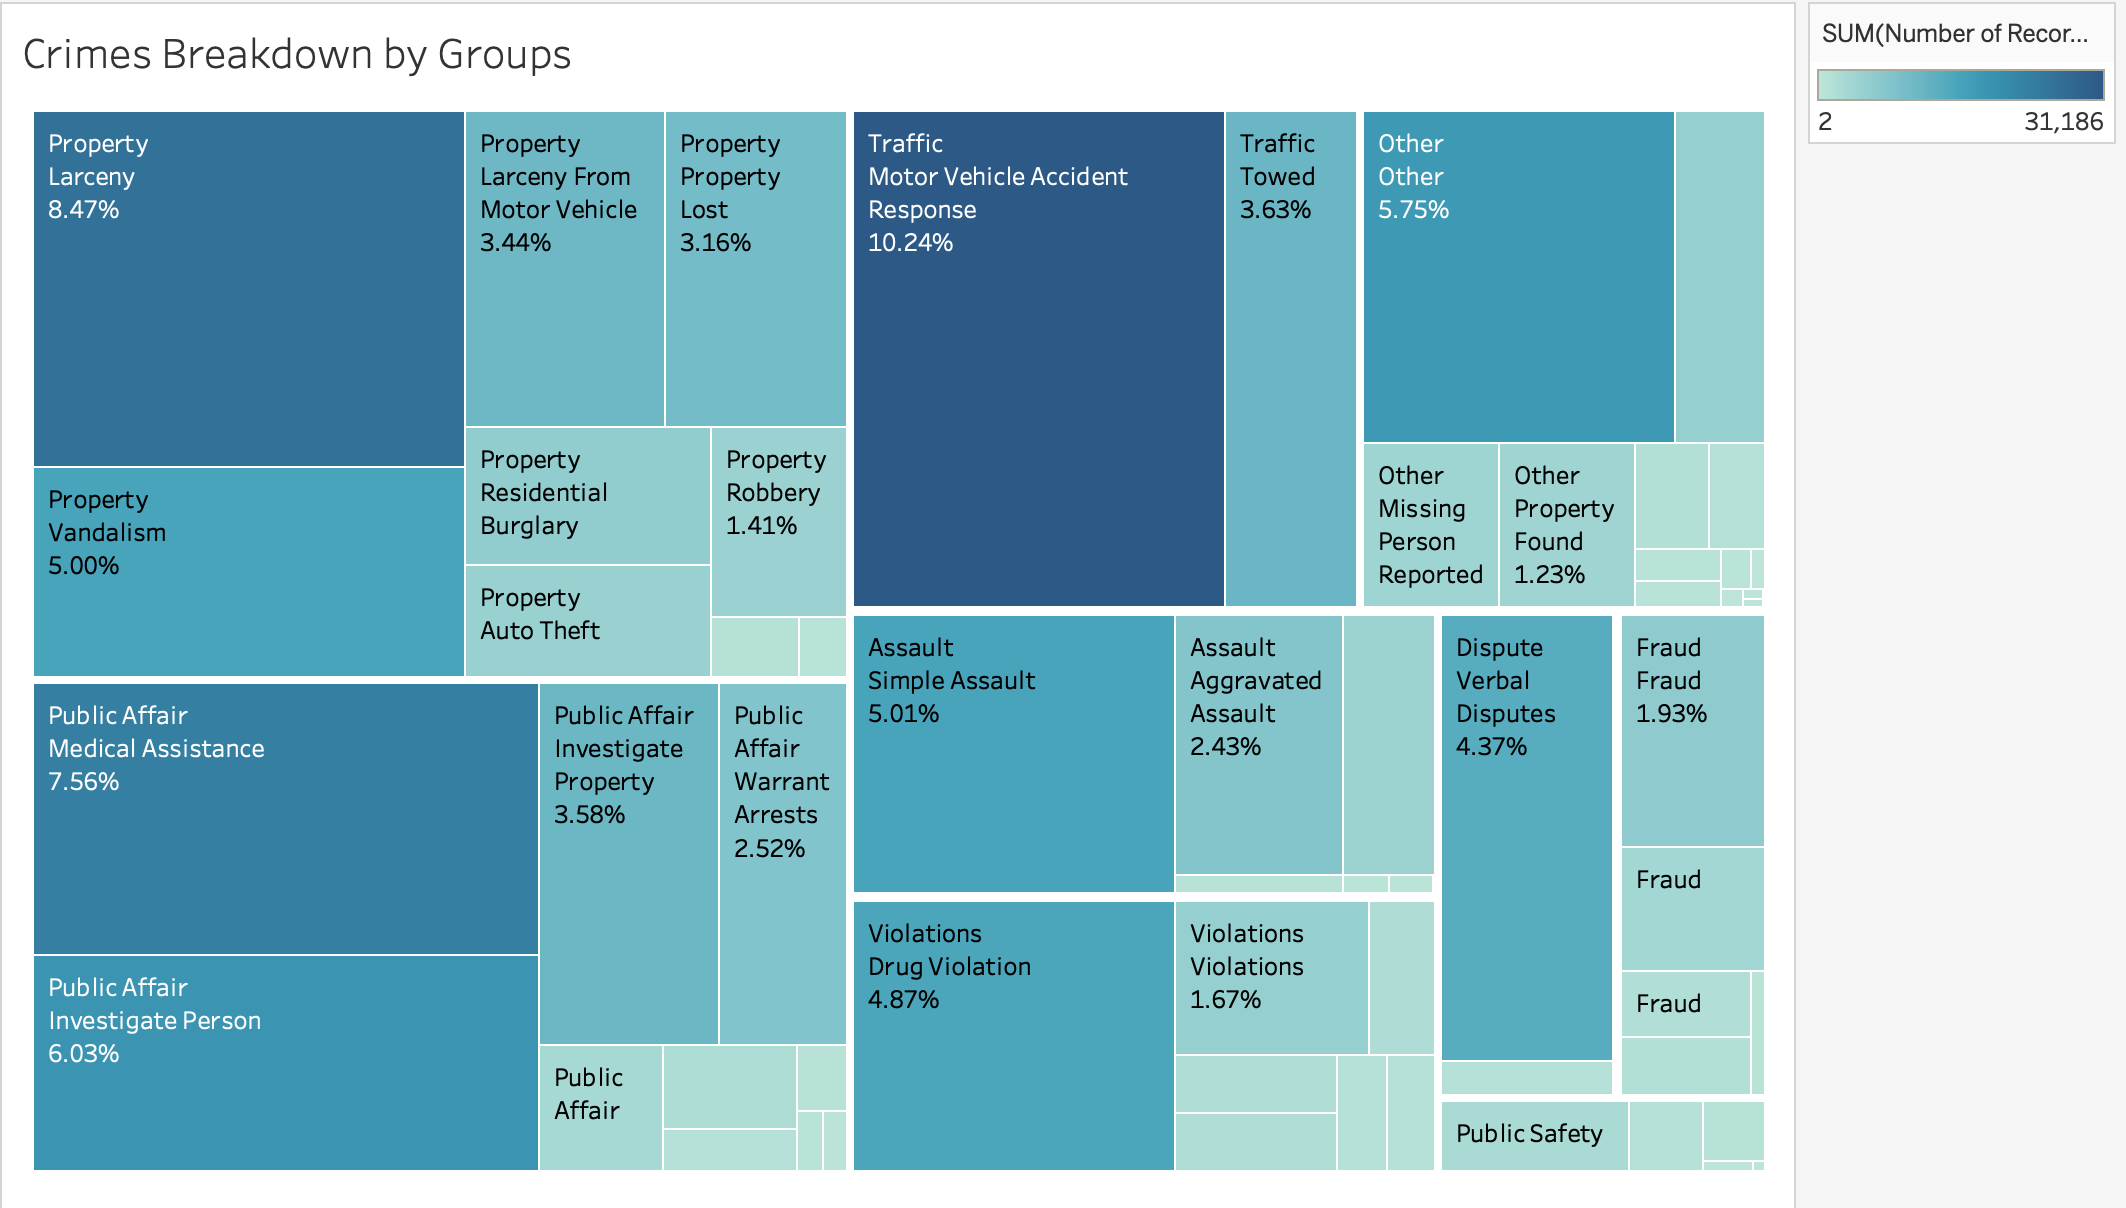 Crimes Breakdown by Groups
SUM(Number of Recor...
2
31,186
Property
Larceny
8.47%
Property
Larceny From
Motor Vehicle
3.44%
Property
Property
Lost
3.16%
Property
Vandalism
5.00%
Property
Residential
Burglary
Property
Robbery
1.41%
Property
Auto Theft
Traffic
Motor Vehicle Accident
Response
10.24%
Traffic
Towed
3.63%
Other
Other
5.75%
Other
Missing
Person
Reported
Other
Property
Found
1.23%
Public Affair
Medical Assistance
7.56%
Public Affair
Investigate Person
6.03%
Public Affair
Investigate
Property
3.58%
Public
Affair
Warrant
Arrests
2.52%
Public
Affair
Assault
Simple Assault
5.01%
Assault
Aggravated
Assault
2.43%
Violations
Drug Violation
4.87%
Violations
Violations
1.67%
Dispute
Verbal
Disputes
4.37%
Fraud
Fraud
1.93%
Fraud
Fraud
Public Safety